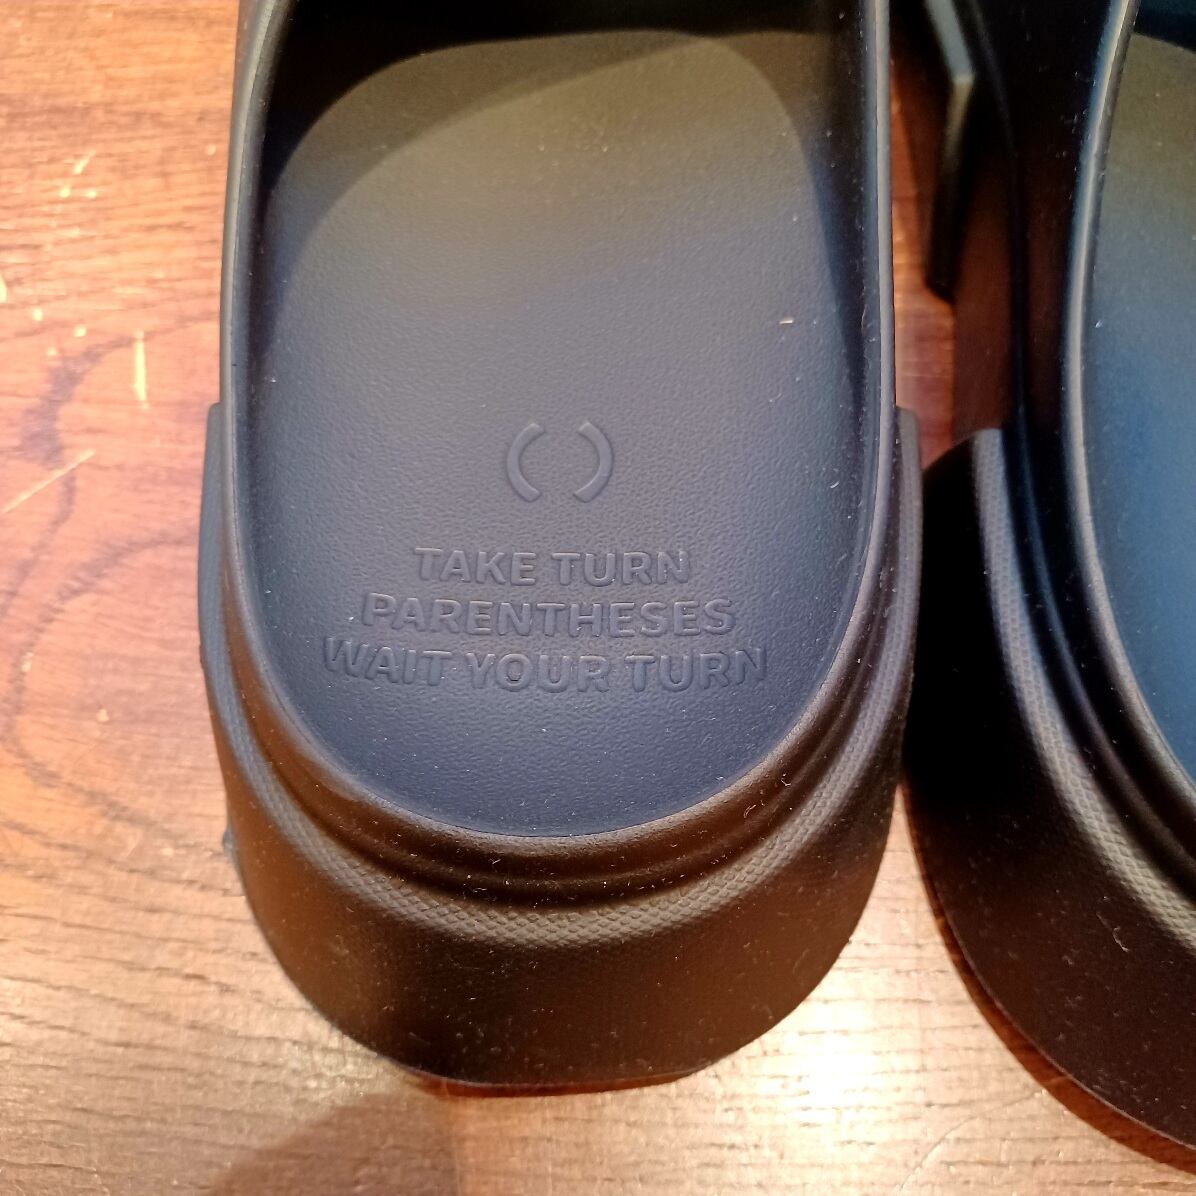 ( )
TAKE TURN
PARENTHESES
WAIT YOUR TURN